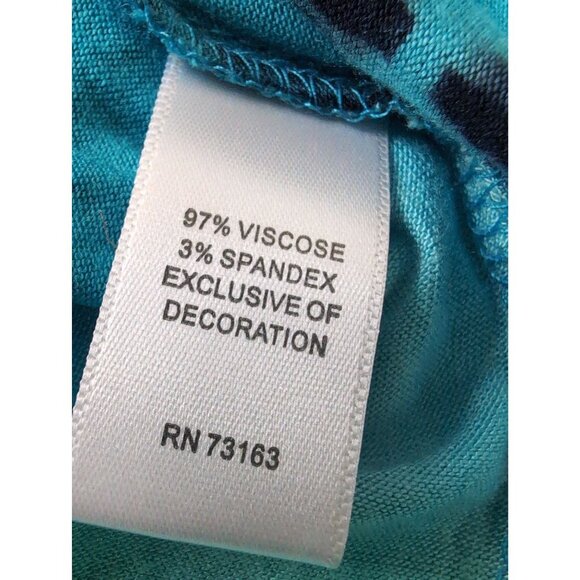 97% VISCOSE
3% SPANDEX
EXCLUSIVE OF
DECORATION
RN 73163